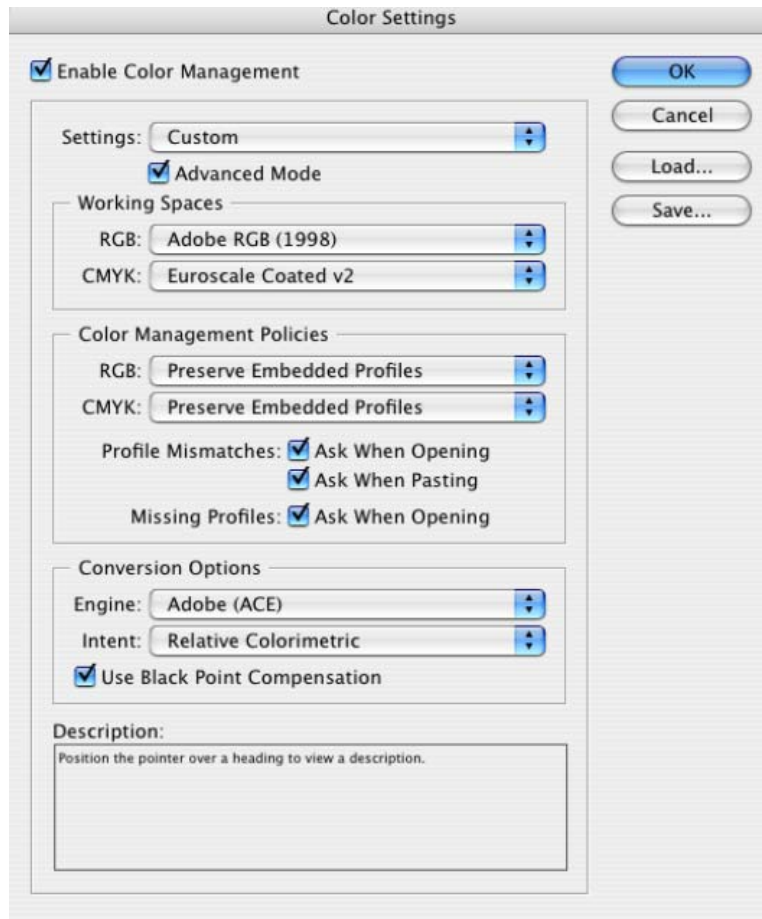 Color Settings
Enable Color Management
OK
Cancel
Load...
Save...
Settings: Custom
Advanced Mode
Working Spaces
RGB: Adobe RGB (1998)
CMYK: Euroscale Coated v2
Color Management Policies
RGB: Preserve Embedded Profiles
CMYK: Preserve Embedded Profiles
Profile Mismatches: Ask When Opening
Ask When Pasting
Missing Profiles: Ask When Opening
Conversion Options
Engine: Adobe (ACE)
Intent: Relative Colorimetric
Use Black Point Compensation
Description:
Position the pointer over a heading to view a description.